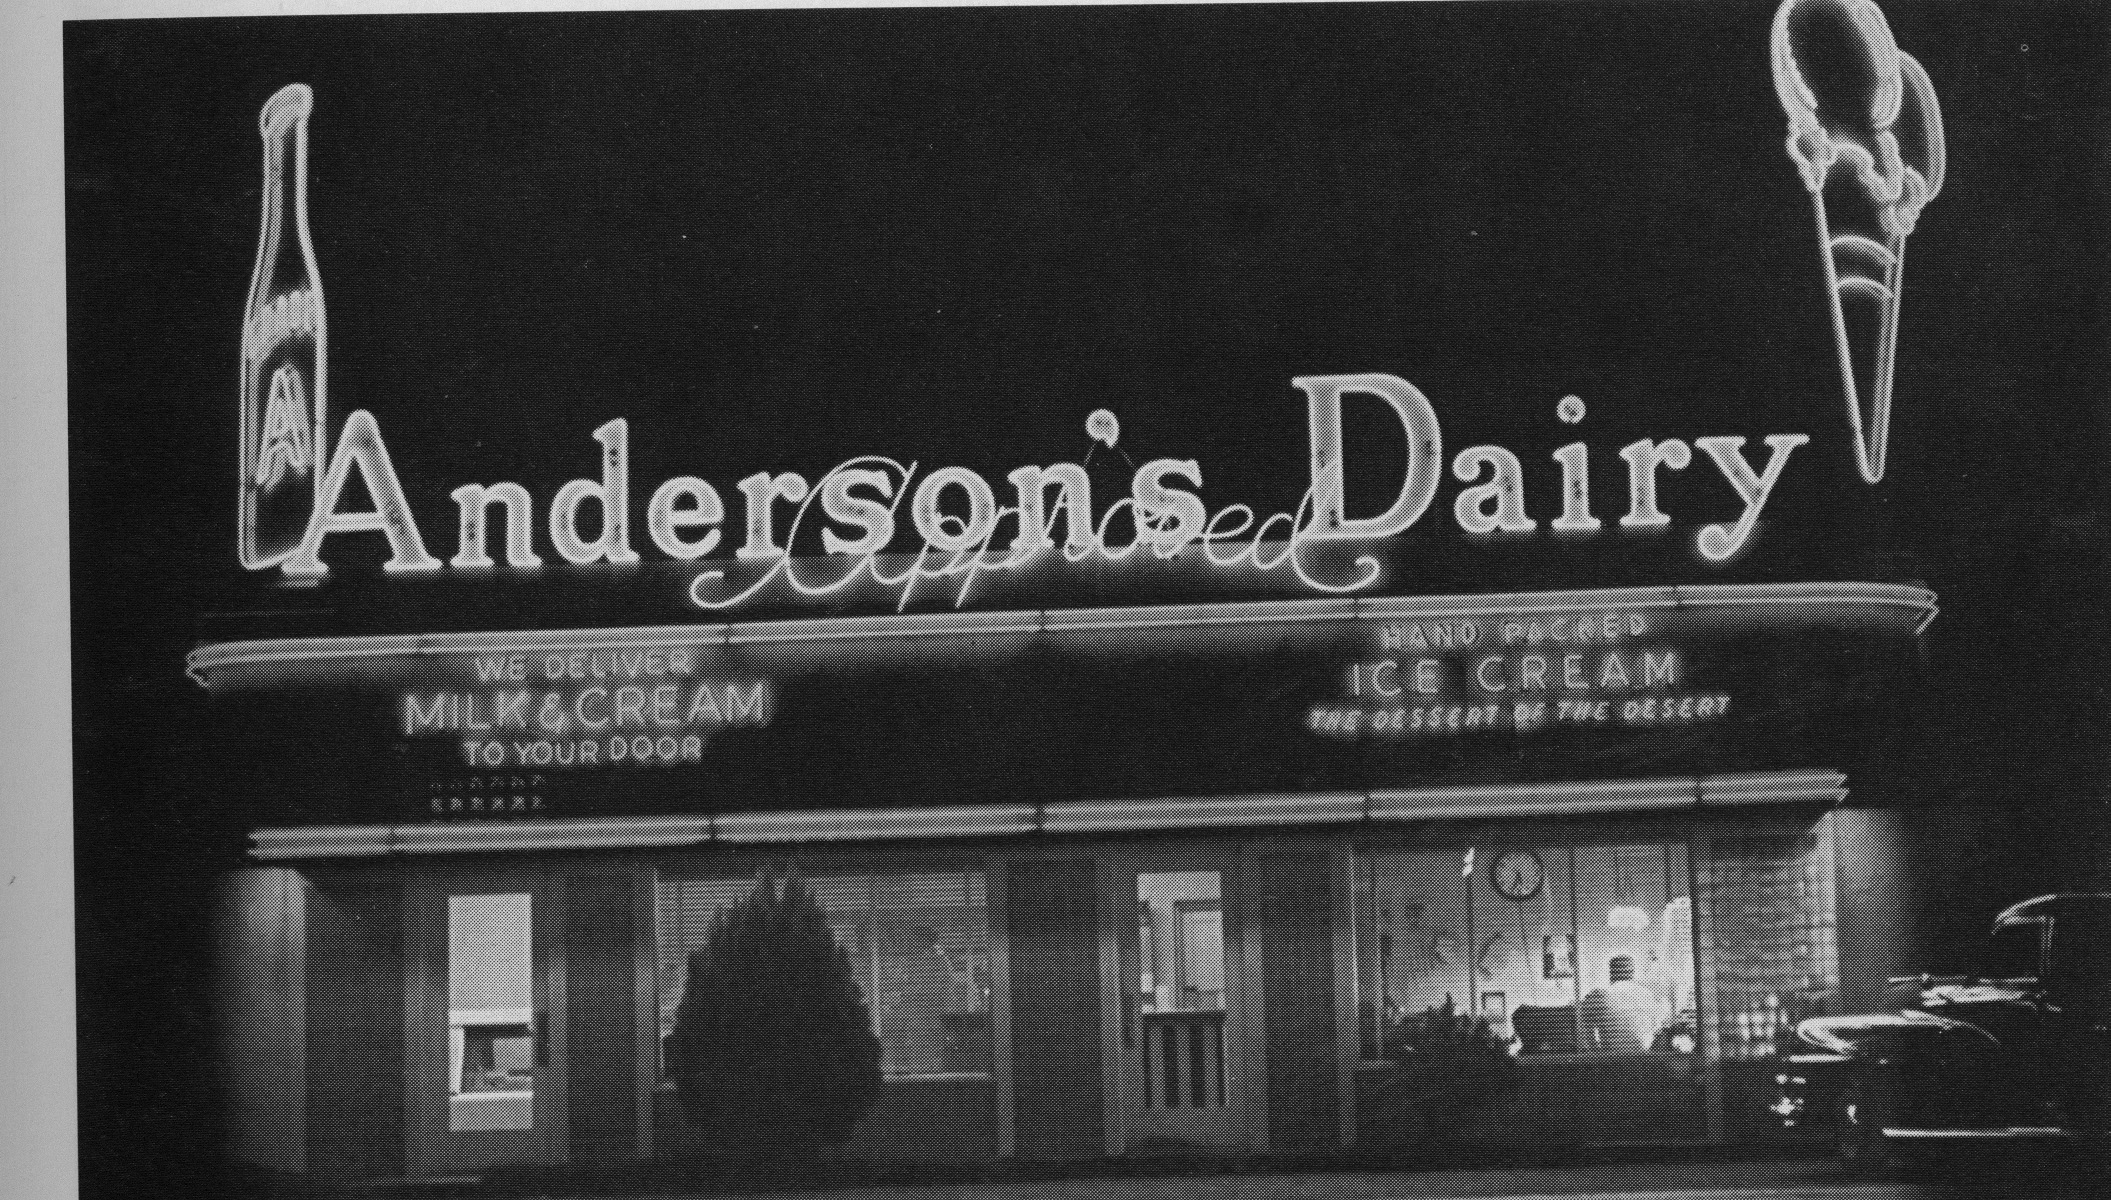 A
Anderson's Dairy
Approved
WE DELIVER
MILK & CREAM
TO YOUR DOOR
HAND PACKED
ICE CREAM
THE DESSERT OF THE DESERT